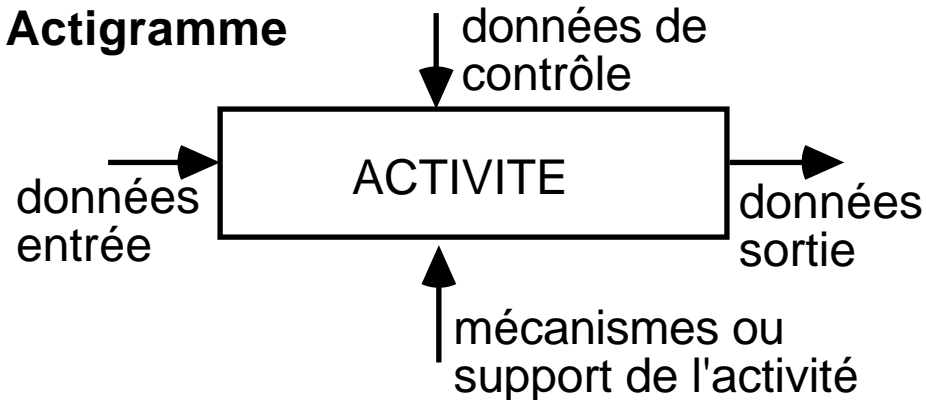 Actigramme
données de
contrôle
ACTIVITE
données
entrée
données
sortie
mécanismes ou
support de l'activité